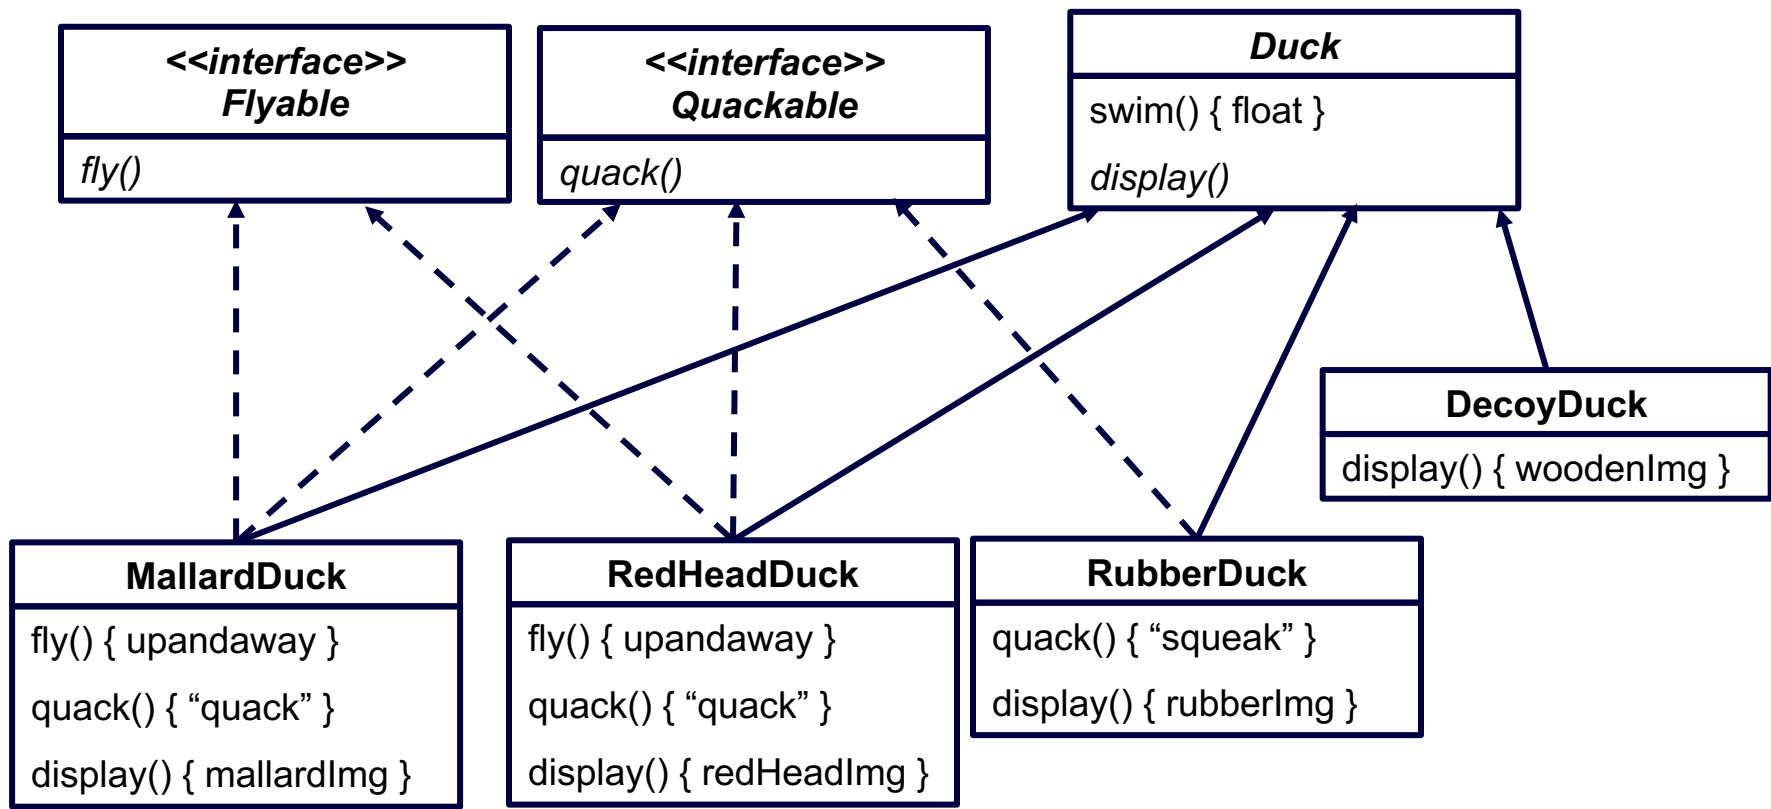 <<interface>>
Flyable
fly()
<<interface>>
Quackable
quack()
Duck
swim() { float }
display()
DecoyDuck
display() { woodenImg }
MallardDuck
fly() { upandaway }
quack() { “quack” }
display() { mallardImg }
RedHeadDuck
fly() { upandaway }
quack() { “quack” }
display() { redHeadImg }
RubberDuck
quack() { “squeak” }
display() { rubberImg }